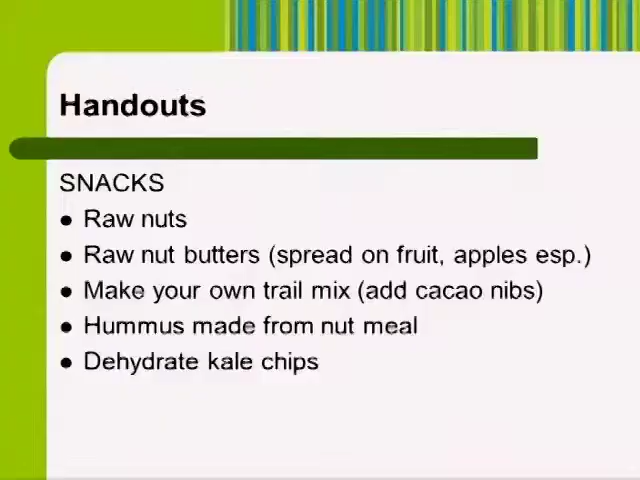 Handouts
SNACKS
● Raw nuts
● Raw nut butters (spread on fruit, apples esp.)
● Make your own trail mix (add cacao nibs)
● Hummus made from nut meal
● Dehydrate kale chips